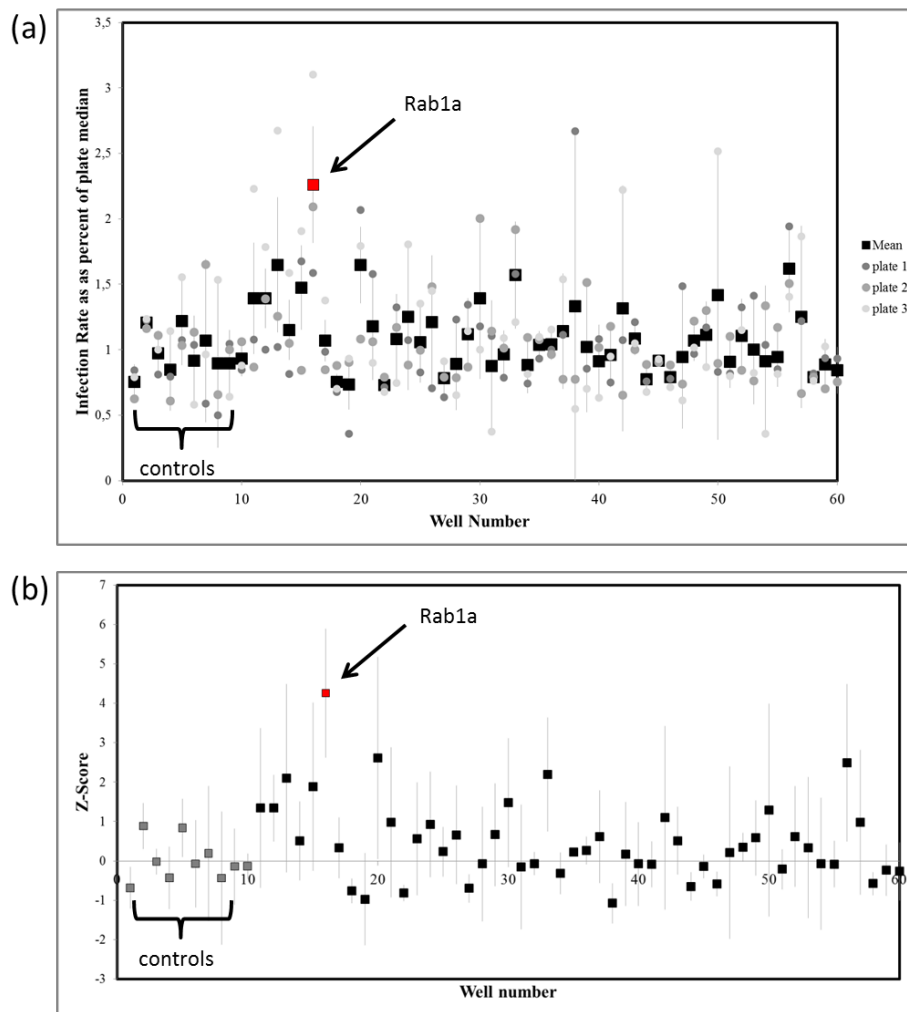 (a)
3,5
3
2,5
2
1,5
1
0,5
0
Infection Rate as as percent of plate median
Rab1a
controls
Mean
plate 1
plate 2
plate 3
0 10 20 30 40 50 60
Well Number
(b)
7
6
5
4
3
2
1
0
-1
-2
-3
Z-Score
Rab1a
controls
0 10 20 30 40 50 60
Well number